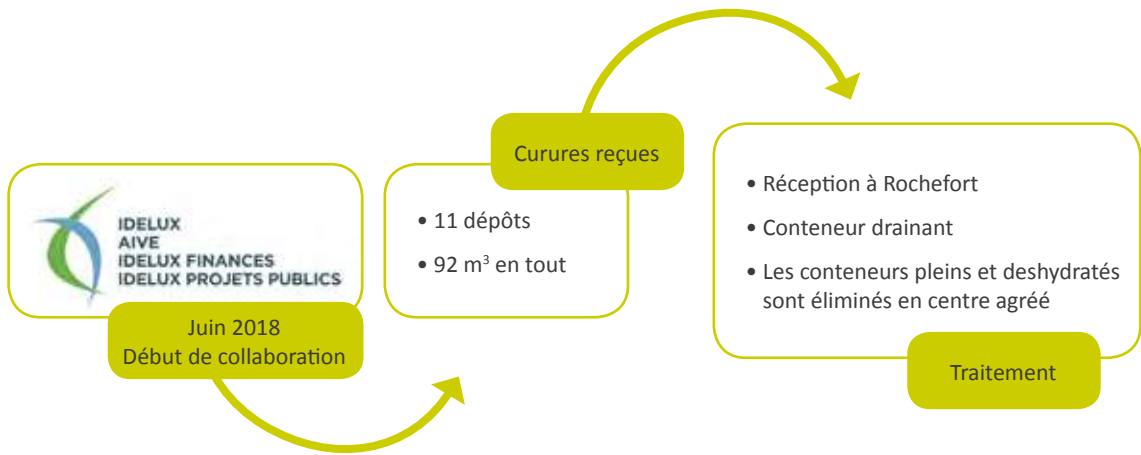 IDELUX
AIVE
IDELUX FINANCES
IDELUX PROJETS PUBLICS
Juin 2018
Début de collaboration
Curures reçues
• 11 dépôts
• 92 m³ en tout
• Réception à Rochefort
• Conteneur drainant
• Les conteneurs pleins et deshydratés
sont éliminés en centre agréé
Traitement